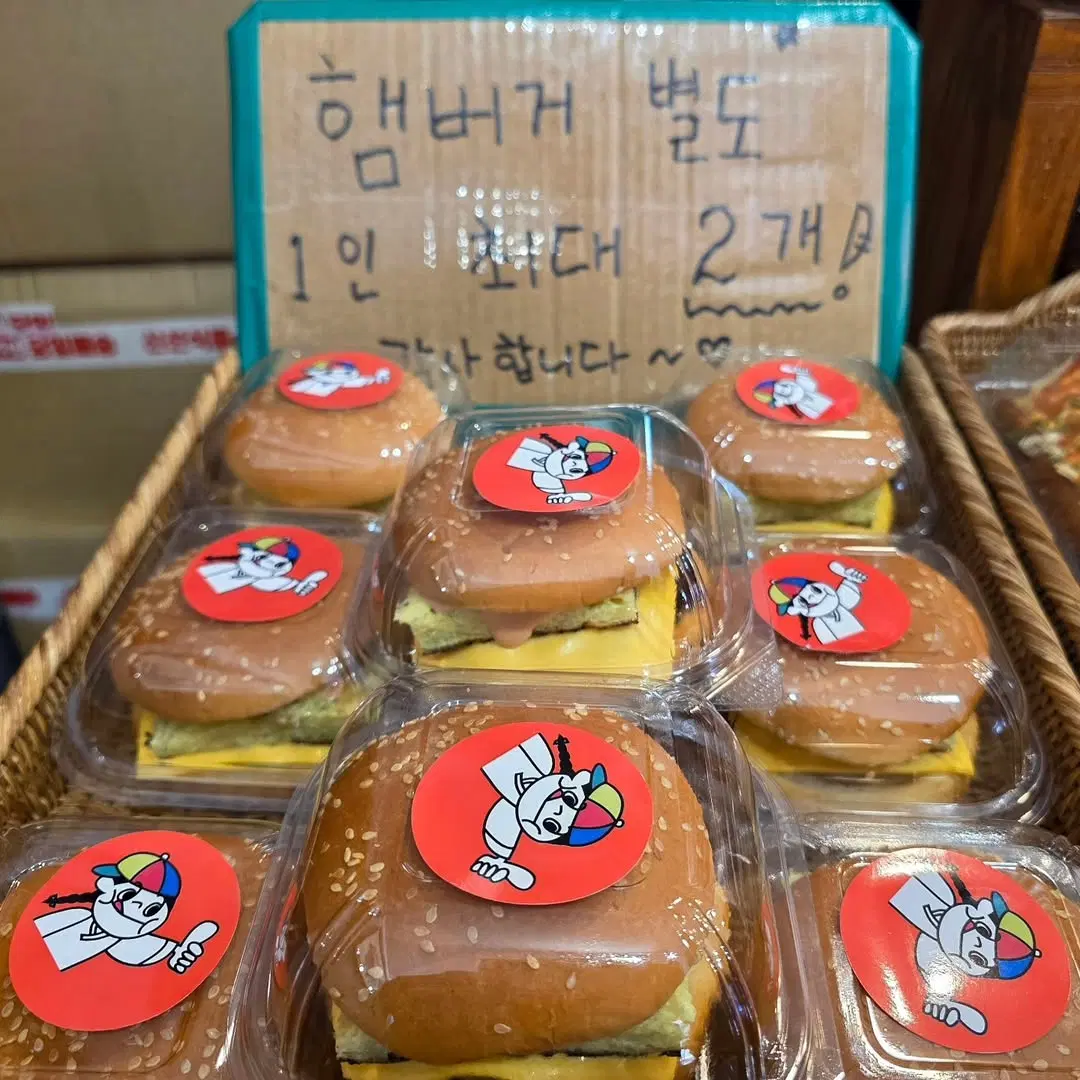 햄버거 별도
1인 최대 2개!
감사합니다 ~♡